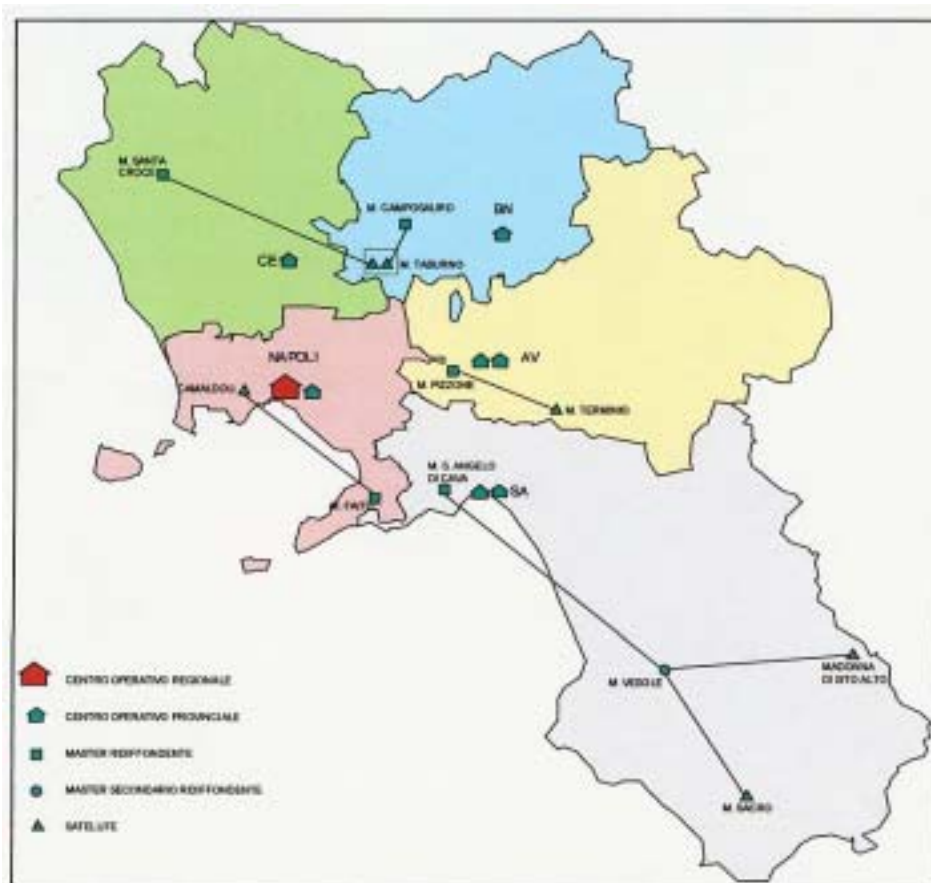 M. SANTA
CROCE
M. CAMPOSAURO
BN
CE
M. TABURNO
NAPOLI
CAMALDOLI
AV
M. PIZZONE
M. TERMINIO
M. S. ANGELO
DI CAVA
SA
M. FAITO
M. VESOLE
MADONNA
DI SITO ALTO
M. SACRO
CENTRO OPERATIVO REGIONALE
CENTRO OPERATIVO PROVINCIALE
MASTER RIDIFFONDENTE
MASTER SECONDARIO RIDIFFONDENTE
SATELLITE